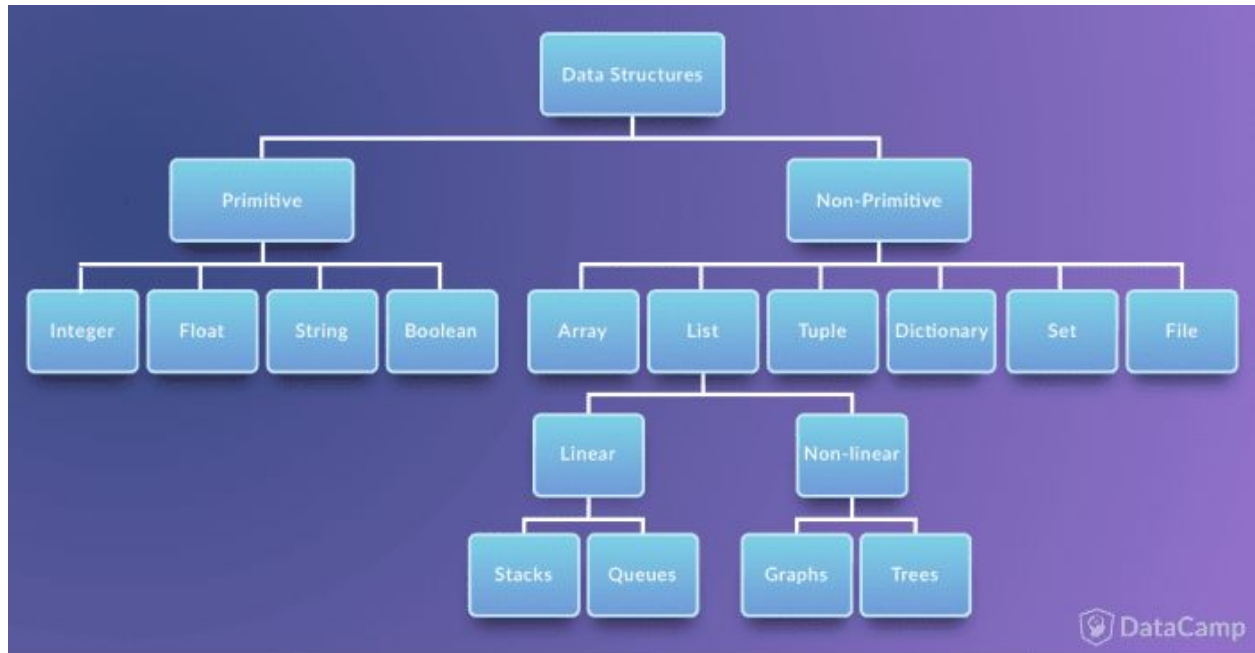 Data Structures
Primitive
Non-Primitive
Integer
Float
String
Boolean
Array
List
Tuple
Dictionary
Set
File
Linear
Non-linear
Stacks
Queues
Graphs
Trees
DataCamp